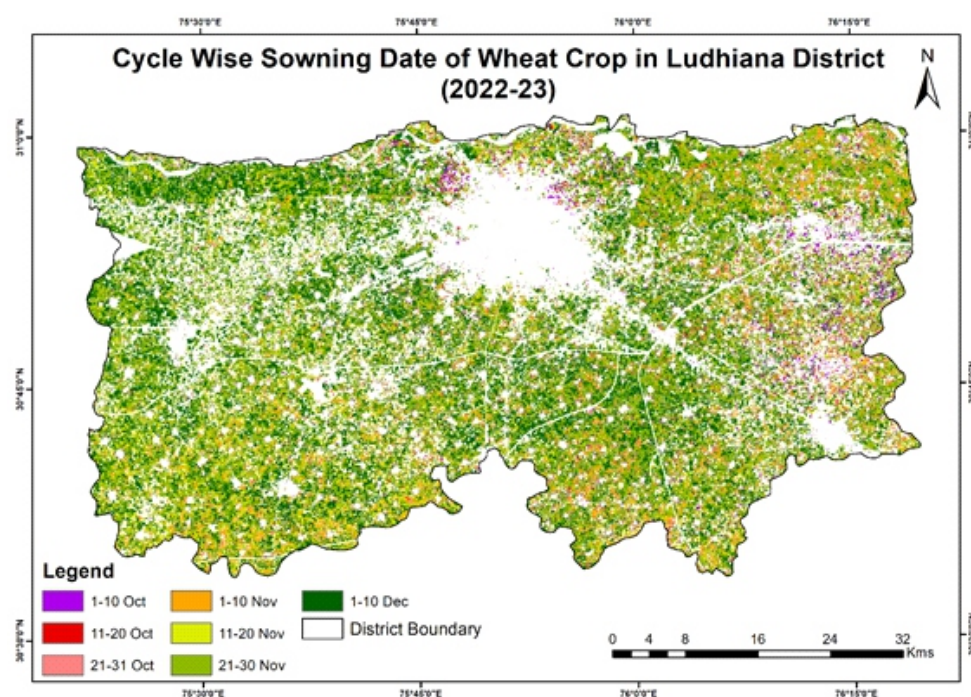 75°30'0"E 75°45'0"E 76°0'0"E 76°15'0"E
Cycle Wise Sowning Date of Wheat Crop in Ludhiana District
(2022-23)
N
31°0'0"N
30°45'0"N
30°30'0"N
Legend
1-10 Oct 1-10 Nov 1-10 Dec
11-20 Oct 11-20 Nov District Boundary
21-31 Oct 21-30 Nov
0 4 8 16 24 32
Kms
75°30'0"E 75°45'0"E 76°0'0"E 76°15'0"E